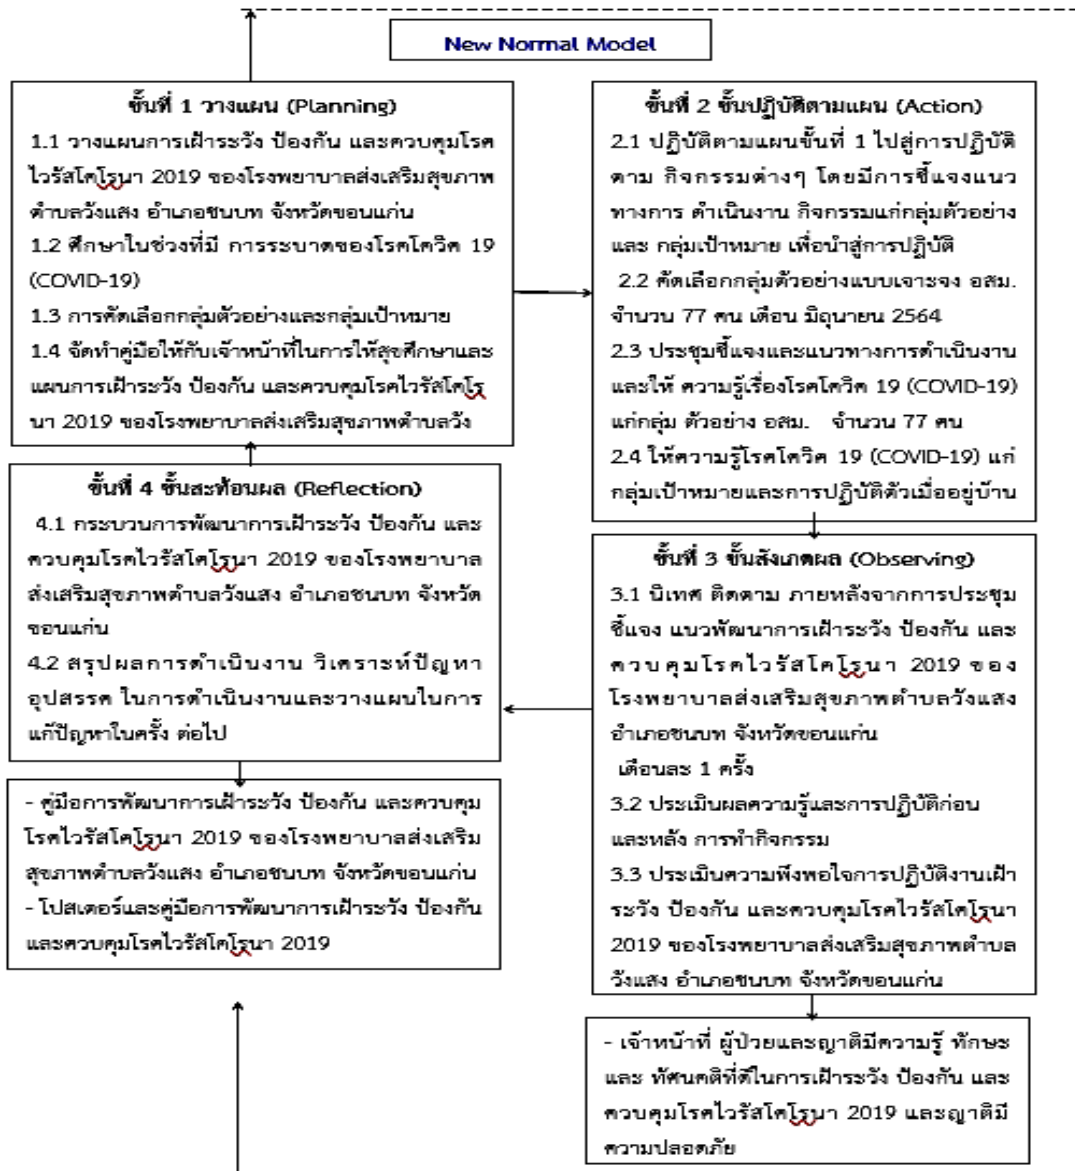 New Normal Model
ขั้นที่ 1 วางแผน (Planning)
1.1 วางแผนการเฝ้าระวัง ป้องกัน และควบคุมโรค
ไวรัสโคโรนา 2019 ของโรงพยาบาลส่งเสริมสุขภาพ
ตำบลวังแสง อำเภอชนบท จังหวัดขอนแก่น
1.2 ศึกษาในช่วงที่มี การระบาดของโรคโควิด 19
(COVID-19)
1.3 การคัดเลือกกลุ่มตัวอย่างและกลุ่มเป้าหมาย
1.4 จัดทำคู่มือให้กับเจ้าหน้าที่ในการให้สุขศึกษาและ
แผนการเฝ้าระวัง ป้องกัน และควบคุมโรคไวรัสโคโร
นา 2019 ของโรงพยาบาลส่งเสริมสุขภาพตำบลวัง
ขั้นที่ 2 ขั้นปฏิบัติตามแผน (Action)
2.1 ปฏิบัติตามแผนขั้นที่ 1 ไปสู่การปฏิบัติ
ตาม กิจกรรมต่างๆ โดยมีการชี้แจงแนว
ทางการ ดำเนินงาน กิจกรรมแก่กลุ่มตัวอย่าง
และ กลุ่มเป้าหมาย เพื่อนำสู่การปฏิบัติ
2.2 คัดเลือกกลุ่มตัวอย่างแบบเจาะจง อสม.
จำนวน 77 คน เดือน มิถุนายน 2564
2.3 ประชุมชี้แจงและแนวทางการดำเนินงาน
และให้ ความรู้เรื่องโรคโควิด 19 (COVID-19)
แก่กลุ่ม ตัวอย่าง อสม. จำนวน 77 คน
2.4 ให้ความรู้โรคโควิด 19 (COVID-19) แก่
กลุ่มเป้าหมายและการปฏิบัติตัวเมื่ออยู่บ้าน
ขั้นที่ 3 ขั้นสังเกตผล (Observing)
3.1 นิเทศ ติดตาม ภายหลังจากการประชุม
ชี้แจง แนวพัฒนาการเฝ้าระวัง ป้องกัน และ
ควบคุมโรคไวรัสโคโรนา 2019 ของ
โรงพยาบาลส่งเสริมสุขภาพตำบลวังแสง
อำเภอชนบท จังหวัดขอนแก่น
เดือนละ 1 ครั้ง
3.2 ประเมินผลความรู้และการปฏิบัติก่อน
และหลัง การทำกิจกรรม
3.3 ประเมินความพึงพอใจการปฏิบัติงานเฝ้า
ระวัง ป้องกัน และควบคุมโรคไวรัสโคโรนา
2019 ของโรงพยาบาลส่งเสริมสุขภาพตำบล
วังแสง อำเภอชนบท จังหวัดขอนแก่น
- เจ้าหน้าที่ ผู้ป่วยและญาติมีความรู้ ทักษะ
และ ทัศนคติที่ดีในการเฝ้าระวัง ป้องกัน และ
ควบคุมโรคไวรัสโคโรนา 2019 และญาติมี
ความปลอดภัย
ขั้นที่ 4 ขั้นสะท้อนผล (Reflection)
4.1 กระบวนการพัฒนาการเฝ้าระวัง ป้องกัน และ
ควบคุมโรคไวรัสโคโรนา 2019 ของโรงพยาบาล
ส่งเสริมสุขภาพตำบลวังแสง อำเภอชนบท จังหวัด
ขอนแก่น
4.2 สรุปผลการดำเนินงาน วิเคราะห์ปัญหา
อุปสรรค ในการดำเนินงานและวางแผนในการ
แก้ปัญหาในครั้ง ต่อไป
- คู่มือการพัฒนาการเฝ้าระวัง ป้องกัน และควบคุม
โรคไวรัสโคโรนา 2019 ของโรงพยาบาลส่งเสริม
สุขภาพตำบลวังแสง อำเภอชนบท จังหวัดขอนแก่น
- โปสเตอร์และคู่มือการพัฒนาการเฝ้าระวัง ป้องกัน
และควบคุมโรคไวรัสโคโรนา 2019